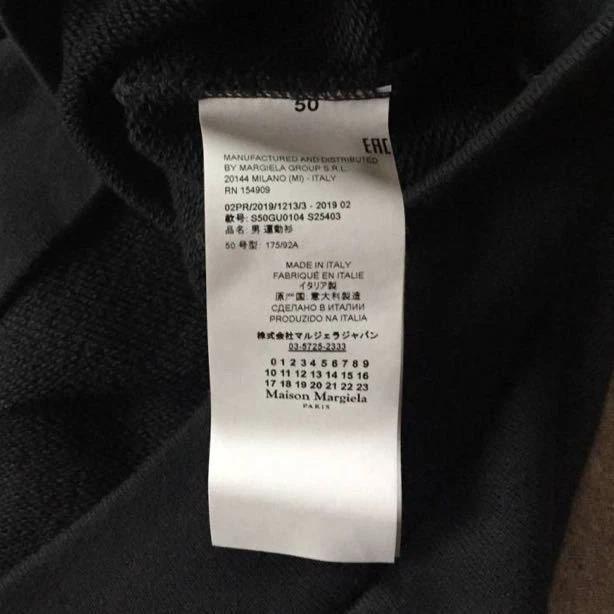 50
EAC
MANUFACTURED AND DISTRIBUTED
BY MARGIELA GROUP S.R.L.
20144 MILANO (MI) - ITALY
RN 154909
02PR/2019/1213/3 - 2019 02
款号: S50GU0104 S25403
品名: 男 運動衫
50 号型: 175/92A
MADE IN ITALY
FABRIQUÉ EN ITALIE
イタリア製
原产国: 意大利製造
СДЕЛАНО В ИТАЛИИ
PRODUZIDO NA ITALIA
株式会社マルジェラジャパン
03-5725-2333
0 1 2 3 4 5 6 7 8 9
10 11 12 13 14 15 16
17 18 19 20 21 22 23
Maison Margiela
PARIS